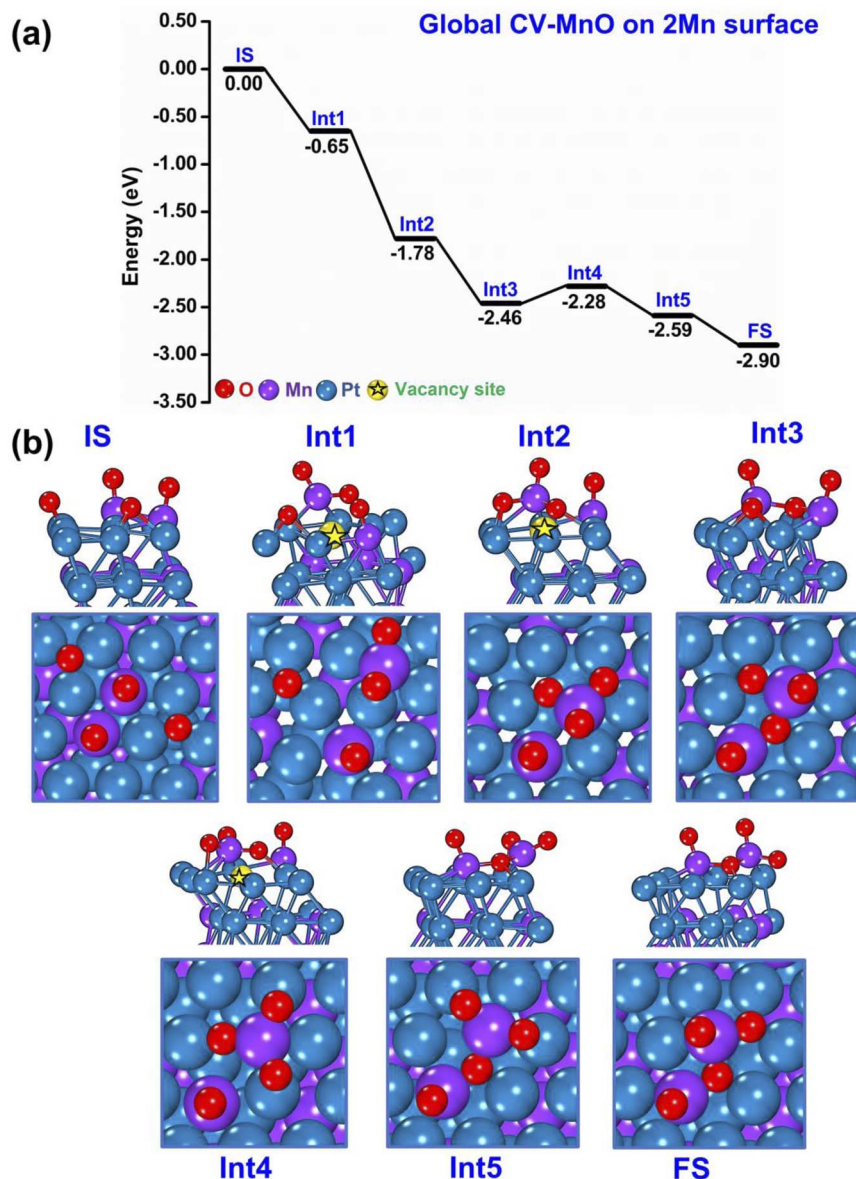 (a)
Global CV-MnO on 2Mn surface
Energy (eV)
0.50
0.00
-0.50
-1.00
-1.50
-2.00
-2.50
-3.00
-3.50
IS
0.00
Int1
-0.65
Int2
-1.78
Int3
-2.46
Int4
-2.28
Int5
-2.59
FS
-2.90
O Mn Pt Vacancy site
(b)
IS Int1 Int2 Int3
Int4 Int5 FS